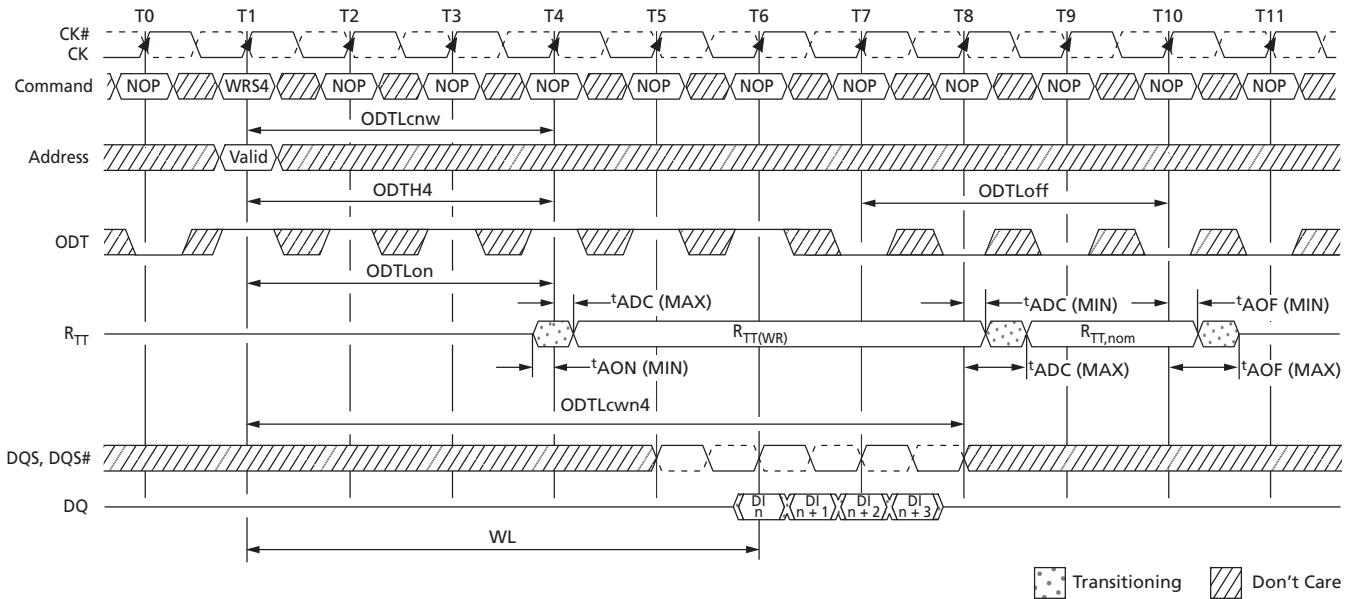 T0 T1 T2 T3 T4 T5 T6 T7 T8 T9 T10 T11
CK#
CK
Command NOP WRS4 NOP NOP NOP NOP NOP NOP NOP NOP NOP NOP
ODTLcnw
Address Valid
ODTH4 ODTLoff
ODT
ODTLon
tADC (MAX) tADC (MIN) tAOF (MIN)
RTT RTT(WR) RTT,nom
tAON (MIN) tADC (MAX) tAOF (MAX)
ODTLcwn4
DQS, DQS#
DQ DI n DI n + 1 DI n + 2 DI n + 3
WL
Transitioning Don't Care